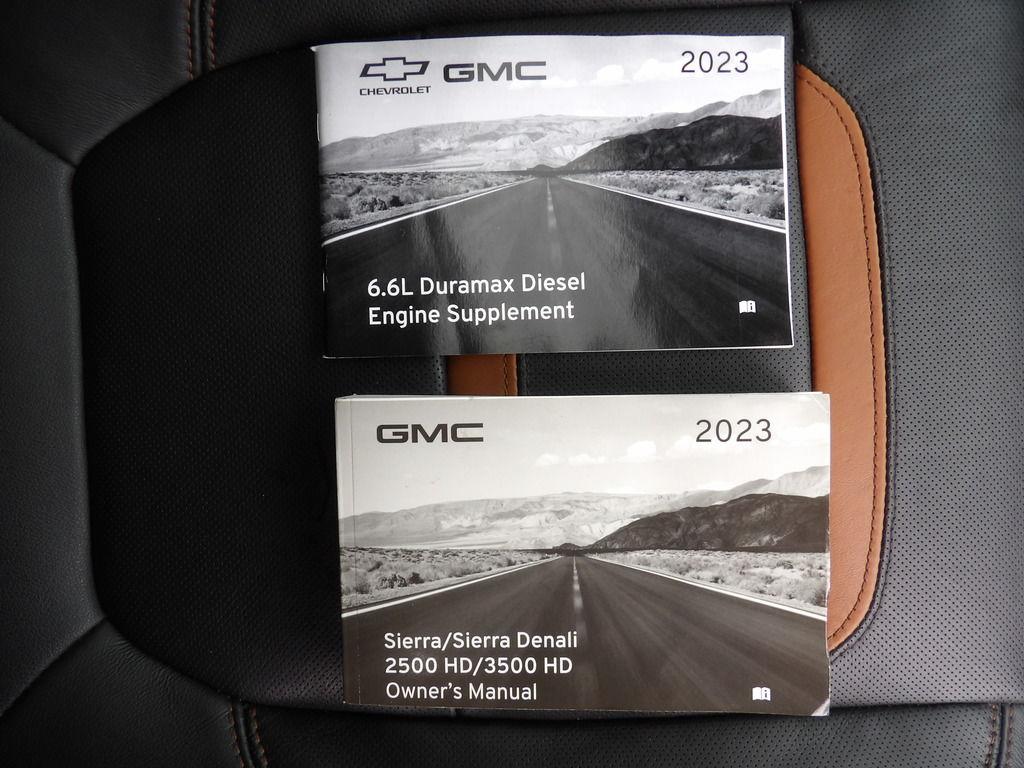 CHEVROLET
GMC
2023
6.6L Duramax Diesel
Engine Supplement
GMC
2023
Sierra/Sierra Denali
2500 HD/3500 HD
Owner's Manual